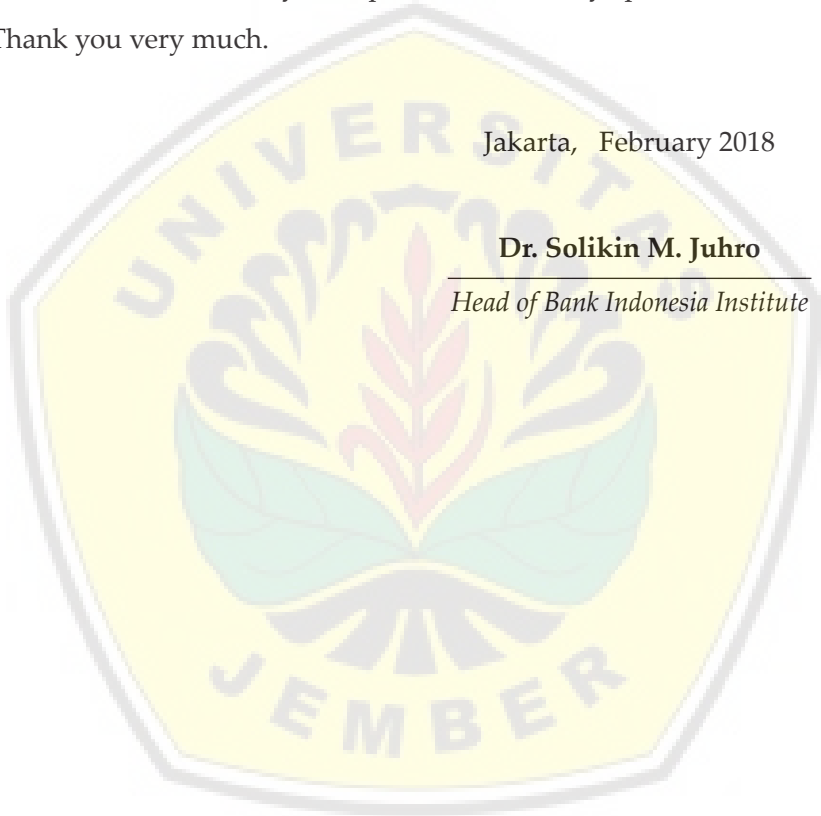 Thank you very much.
Jakarta, February 2018
Dr. Solikin M. Juhro
Head of Bank Indonesia Institute
UNIVERSITAS
JEMBER